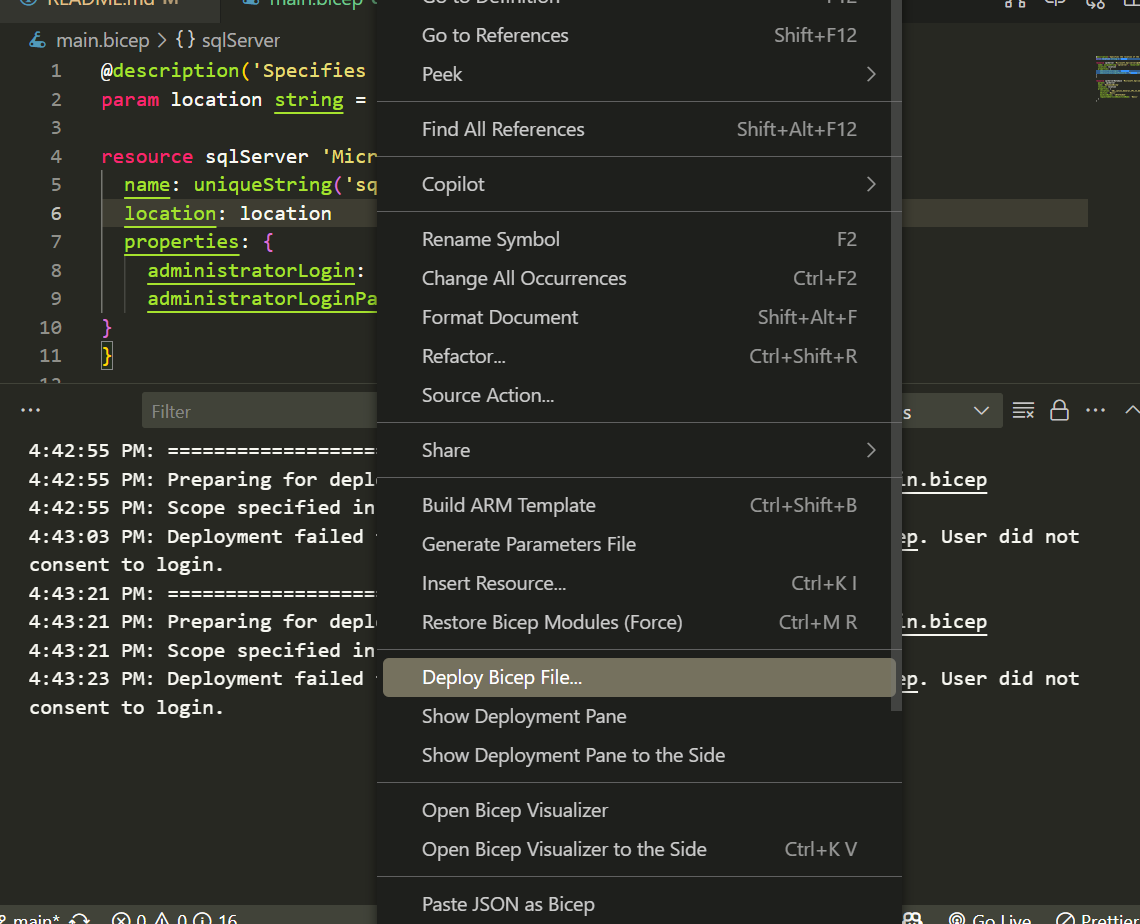 README.md M
main.bicep
Go to Definition F12
main.bicep > {} sqlServer
Go to References Shift+F12
1 @description('Specifies
Peek
2 param location string =
3
Find All References Shift+Alt+F12
4 resource sqlServer 'Micr
5 name: uniqueString('sq
Copilot
6 location: location
7 properties: {
Rename Symbol F2
8 administratorLogin:
Change All Occurrences Ctrl+F2
9 administratorLoginPa
Format Document Shift+Alt+F
10 }
11 }
Refactor... Ctrl+Shift+R
12
Source Action...
Filter
s
4:42:55 PM: ==================
Share
4:42:55 PM: Preparing for depl
in.bicep
4:42:55 PM: Scope specified in
Build ARM Template Ctrl+Shift+B
4:43:03 PM: Deployment failed
ep. User did not
Generate Parameters File
consent to login.
Insert Resource... Ctrl+K I
4:43:21 PM: ==================
4:43:21 PM: Preparing for depl
in.bicep
Restore Bicep Modules (Force) Ctrl+M R
4:43:21 PM: Scope specified in
4:43:23 PM: Deployment failed
ep. User did not
Deploy Bicep File...
consent to login.
Show Deployment Pane
Show Deployment Pane to the Side
Open Bicep Visualizer
Open Bicep Visualizer to the Side Ctrl+K V
Paste JSON as Bicep
main* 0 0 16
Go Live Prettier